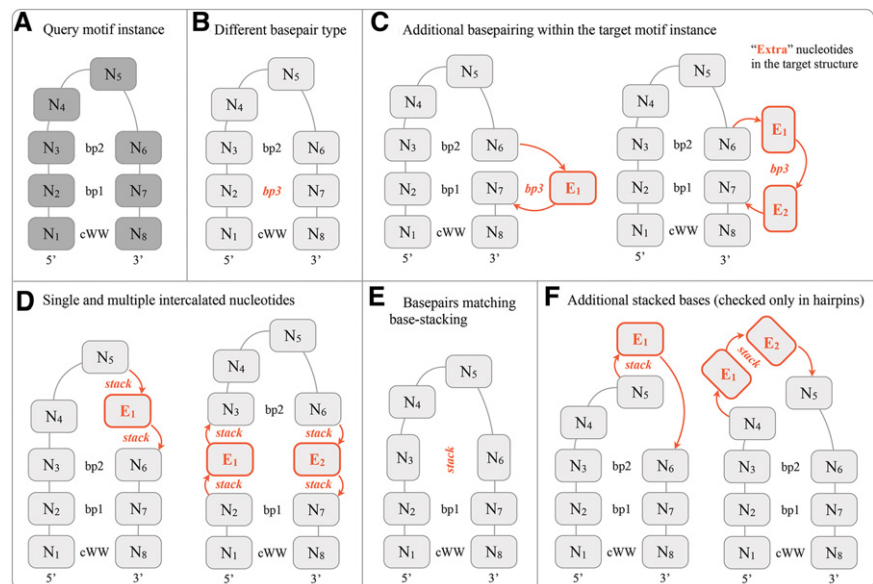 A Query motif instance
N₅
N₄
N₃ bp2 N₆
N₂ bp1 N₇
N₁ cWW N₈
5’ 3’
B Different basepair type
N₅
N₄
N₃ bp2 N₆
N₂ bp3 N₇
N₁ cWW N₈
5’ 3’
C Additional basepairing within the target motif instance
“Extra” nucleotides
in the target structure
N₅
N₄
N₃ bp2 N₆
N₂ bp1 N₇ bp3 E₁
N₁ cWW N₈
5’ 3’
N₅
N₄
E₁
N₃ bp2 N₆
bp3
N₂ bp1 N₇
E₂
N₁ cWW N₈
5’ 3’
D Single and multiple intercalated nucleotides
N₅
stack
N₄ E₁
stack
N₃ N₆
N₂ bp1 N₇
N₁ cWW N₈
5’ 3’
N₅
N₄
N₃ bp2 N₆
stack stack
E₁ E₂
stack stack
N₂ bp1 N₇
N₁ cWW N₈
5’ 3’
E Basepairs matching
base-stacking
N₅
N₄
N₃ stack N₆
N₂ bp1 N₇
N₁ cWW N₈
5’ 3’
F Additional stacked bases (checked only in hairpins)
E₁
stack
N₅
N₄
N₃ bp2 N₆
N₂ bp1 N₇
N₁ cWW N₈
5’ 3’
E₂
stack
E₁
N₅
N₄
N₃ bp2 N₆
N₂ bp1 N₇
N₁ cWW N₈
5’ 3’